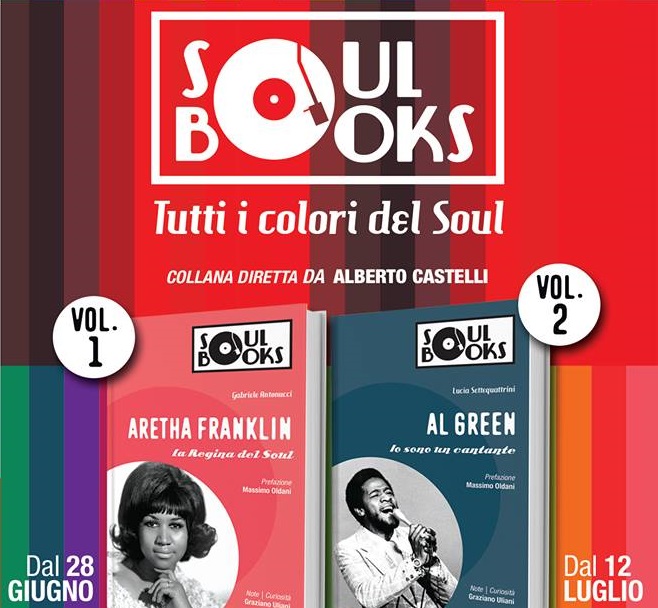 SOUL
BOOKS
Tutti i colori del Soul
COLLANA DIRETTA DA ALBERTO CASTELLI
VOL.
1
VOL.
2
SOUL
BOOKS
Gabriele Antonucci
ARETHA FRANKLIN
la Regina del Soul
Prefazione
Massimo Oldani
Note | Curiosità
Graziano Uliani
SOUL
BOOKS
Lucia Settequattrini
AL GREEN
Io sono un cantante
Prefazione
Massimo Oldani
Note | Curiosità
Graziano Uliani
Dal 28
GIUGNO
Dal 12
LUGLIO